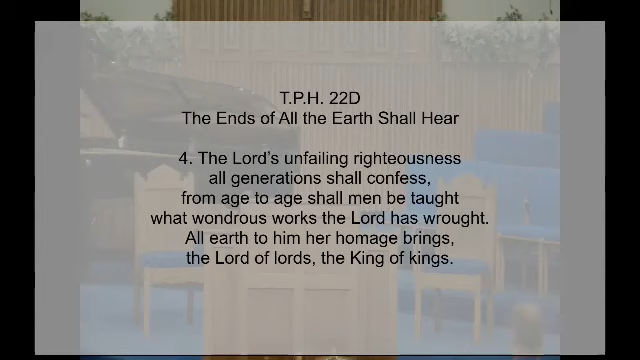 T.P.H. 22D
The Ends of All the Earth Shall Hear
4. The Lord's unfailing righteousness
all generations shall confess,
from age to age shall men be taught
what wondrous works the Lord has wrought.
All earth to him her homage brings,
the Lord of lords, the King of kings.